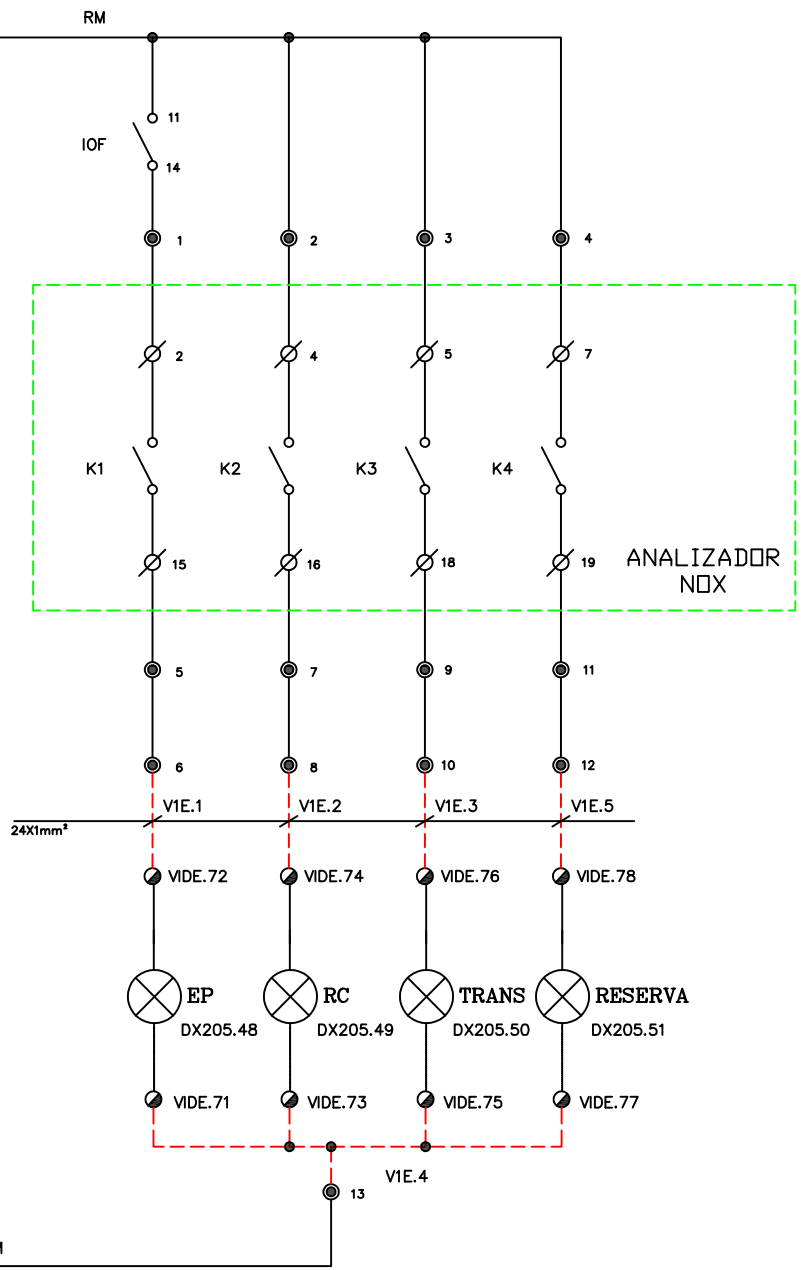 RM
11
IOF
14
1 2 3 4
2 4 5 7
K1 K2 K3 K4
15 16 18 19
ANALIZADOR
NOX
5 7 9 11
6 8 10 12
V1E.1 V1E.2 V1E.3 V1E.5
24X1mm²
VIDE.72 VIDE.74 VIDE.76 VIDE.78
EP RC TRANS RESERVA
DX205.48 DX205.49 DX205.50 DX205.51
VIDE.71 VIDE.73 VIDE.75 VIDE.77
V1E.4
13